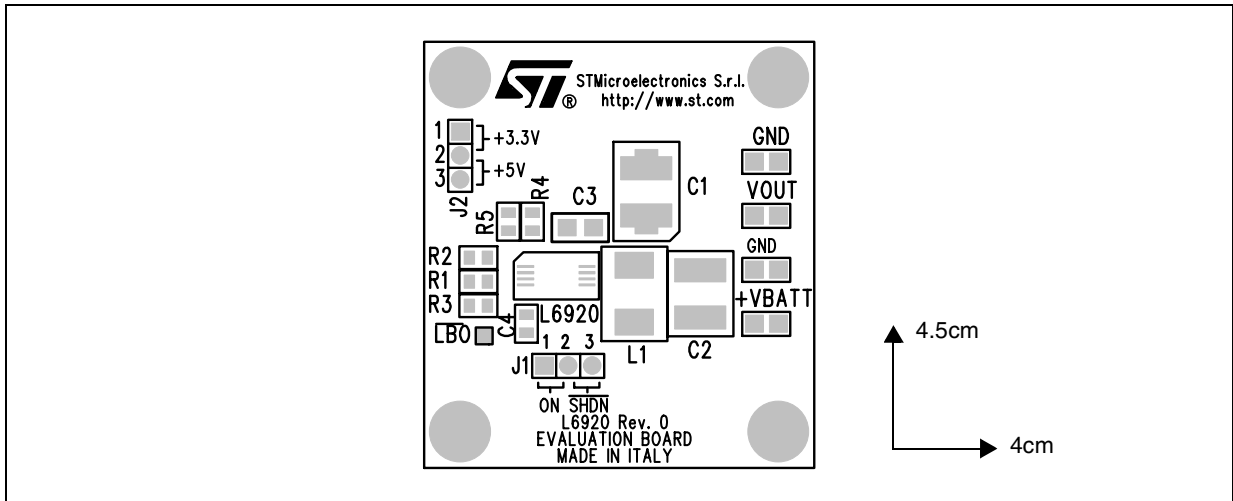 ST®
STMicroelectronics S.r.l.
http://www.st.com
1
2
3
+3.3V
+5V
J2
R5
R4
C3
C1
GND
VOUT
GND
+VBATT
R2
R1
R3
LBO
C4
L6920
L1
C2
J1
1 2 3
ON SHDN
L6920 Rev. 0
EVALUATION BOARD
MADE IN ITALY
4.5cm
4cm